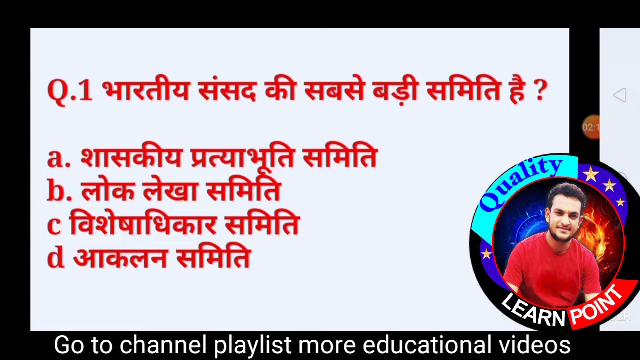 Q.1 भारतीय संसद की सबसे बड़ी समिति है ?
a. शासकीय प्रत्याभूति समिति
b. लोक लेखा समिति
c विशेषाधिकार समिति
d आकलन समिति
Quality
LEARN POINT
Go to channel playlist more educational videos